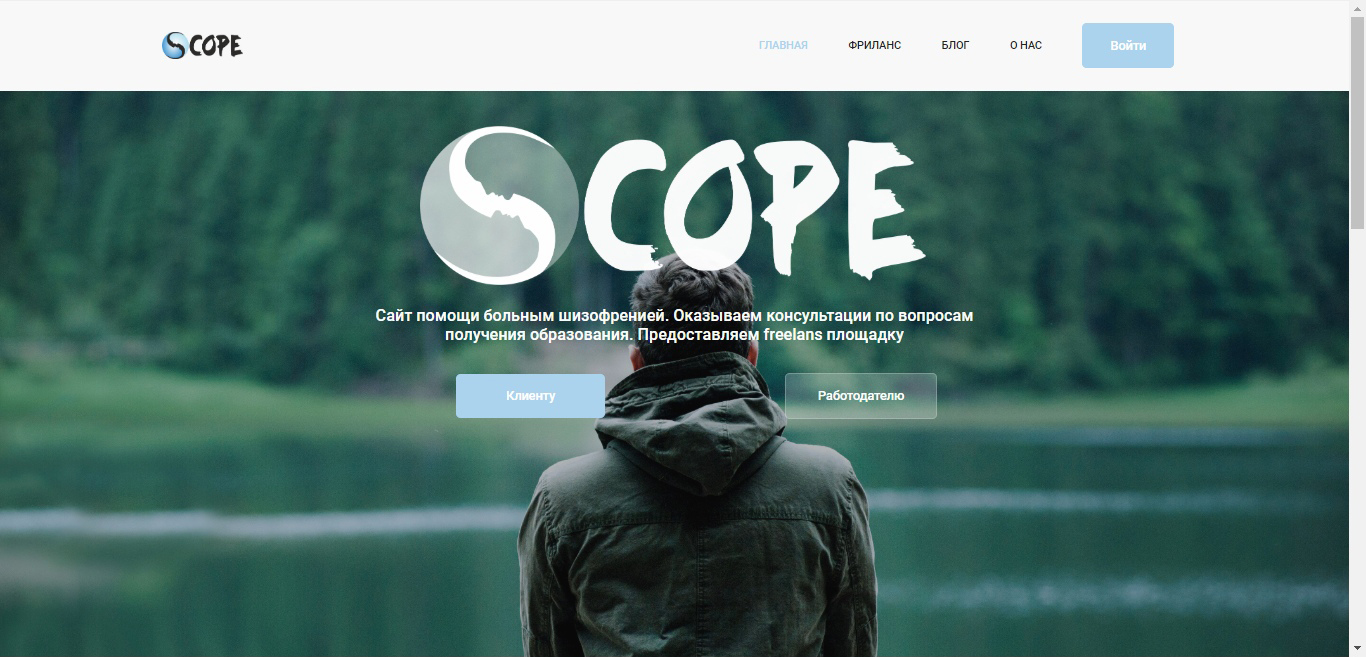 SCOPE
ГЛАВНАЯ
ФРИЛАНС
БЛОГ
О НАС
Войти
SCOPE
Сайт помощи больным шизофренией. Оказываем консультации по вопросам
получения образования. Предоставляем freelans площадку
Клиенту
Работодателю